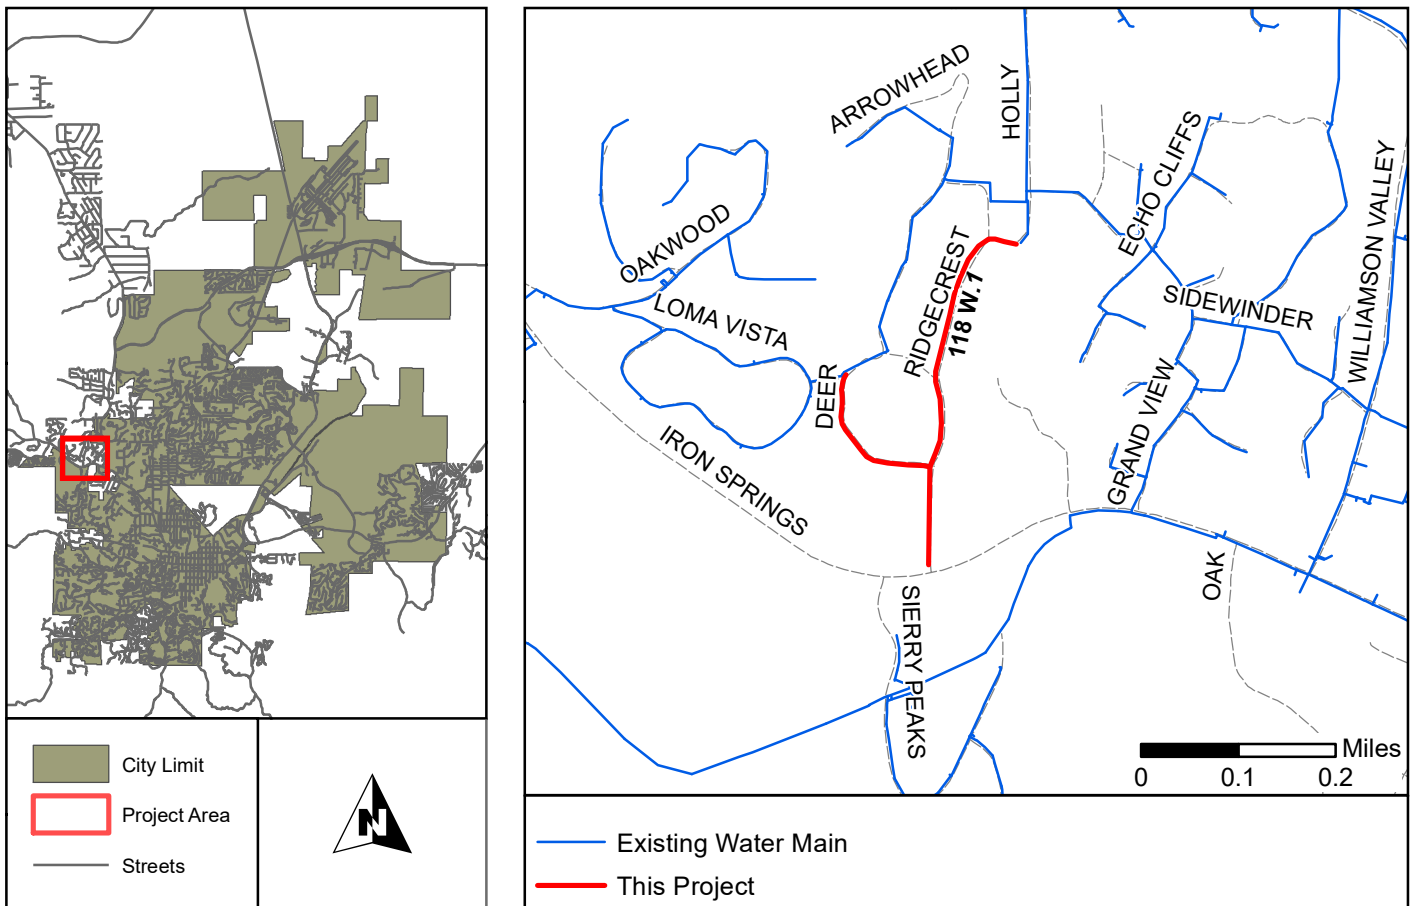 City Limit
Project Area
Streets
N
ARROWHEAD
HOLLY
ECHO CLIFFS
WILLIAMSON VALLEY
OAKWOOD
LOMA VISTA
RIDGECREST
118 W.1
SIDEWINDER
DEER
GRAND VIEW
IRON SPRINGS
OAK
SIERRY PEAKS
Miles
0 0.1 0.2
Existing Water Main
This Project